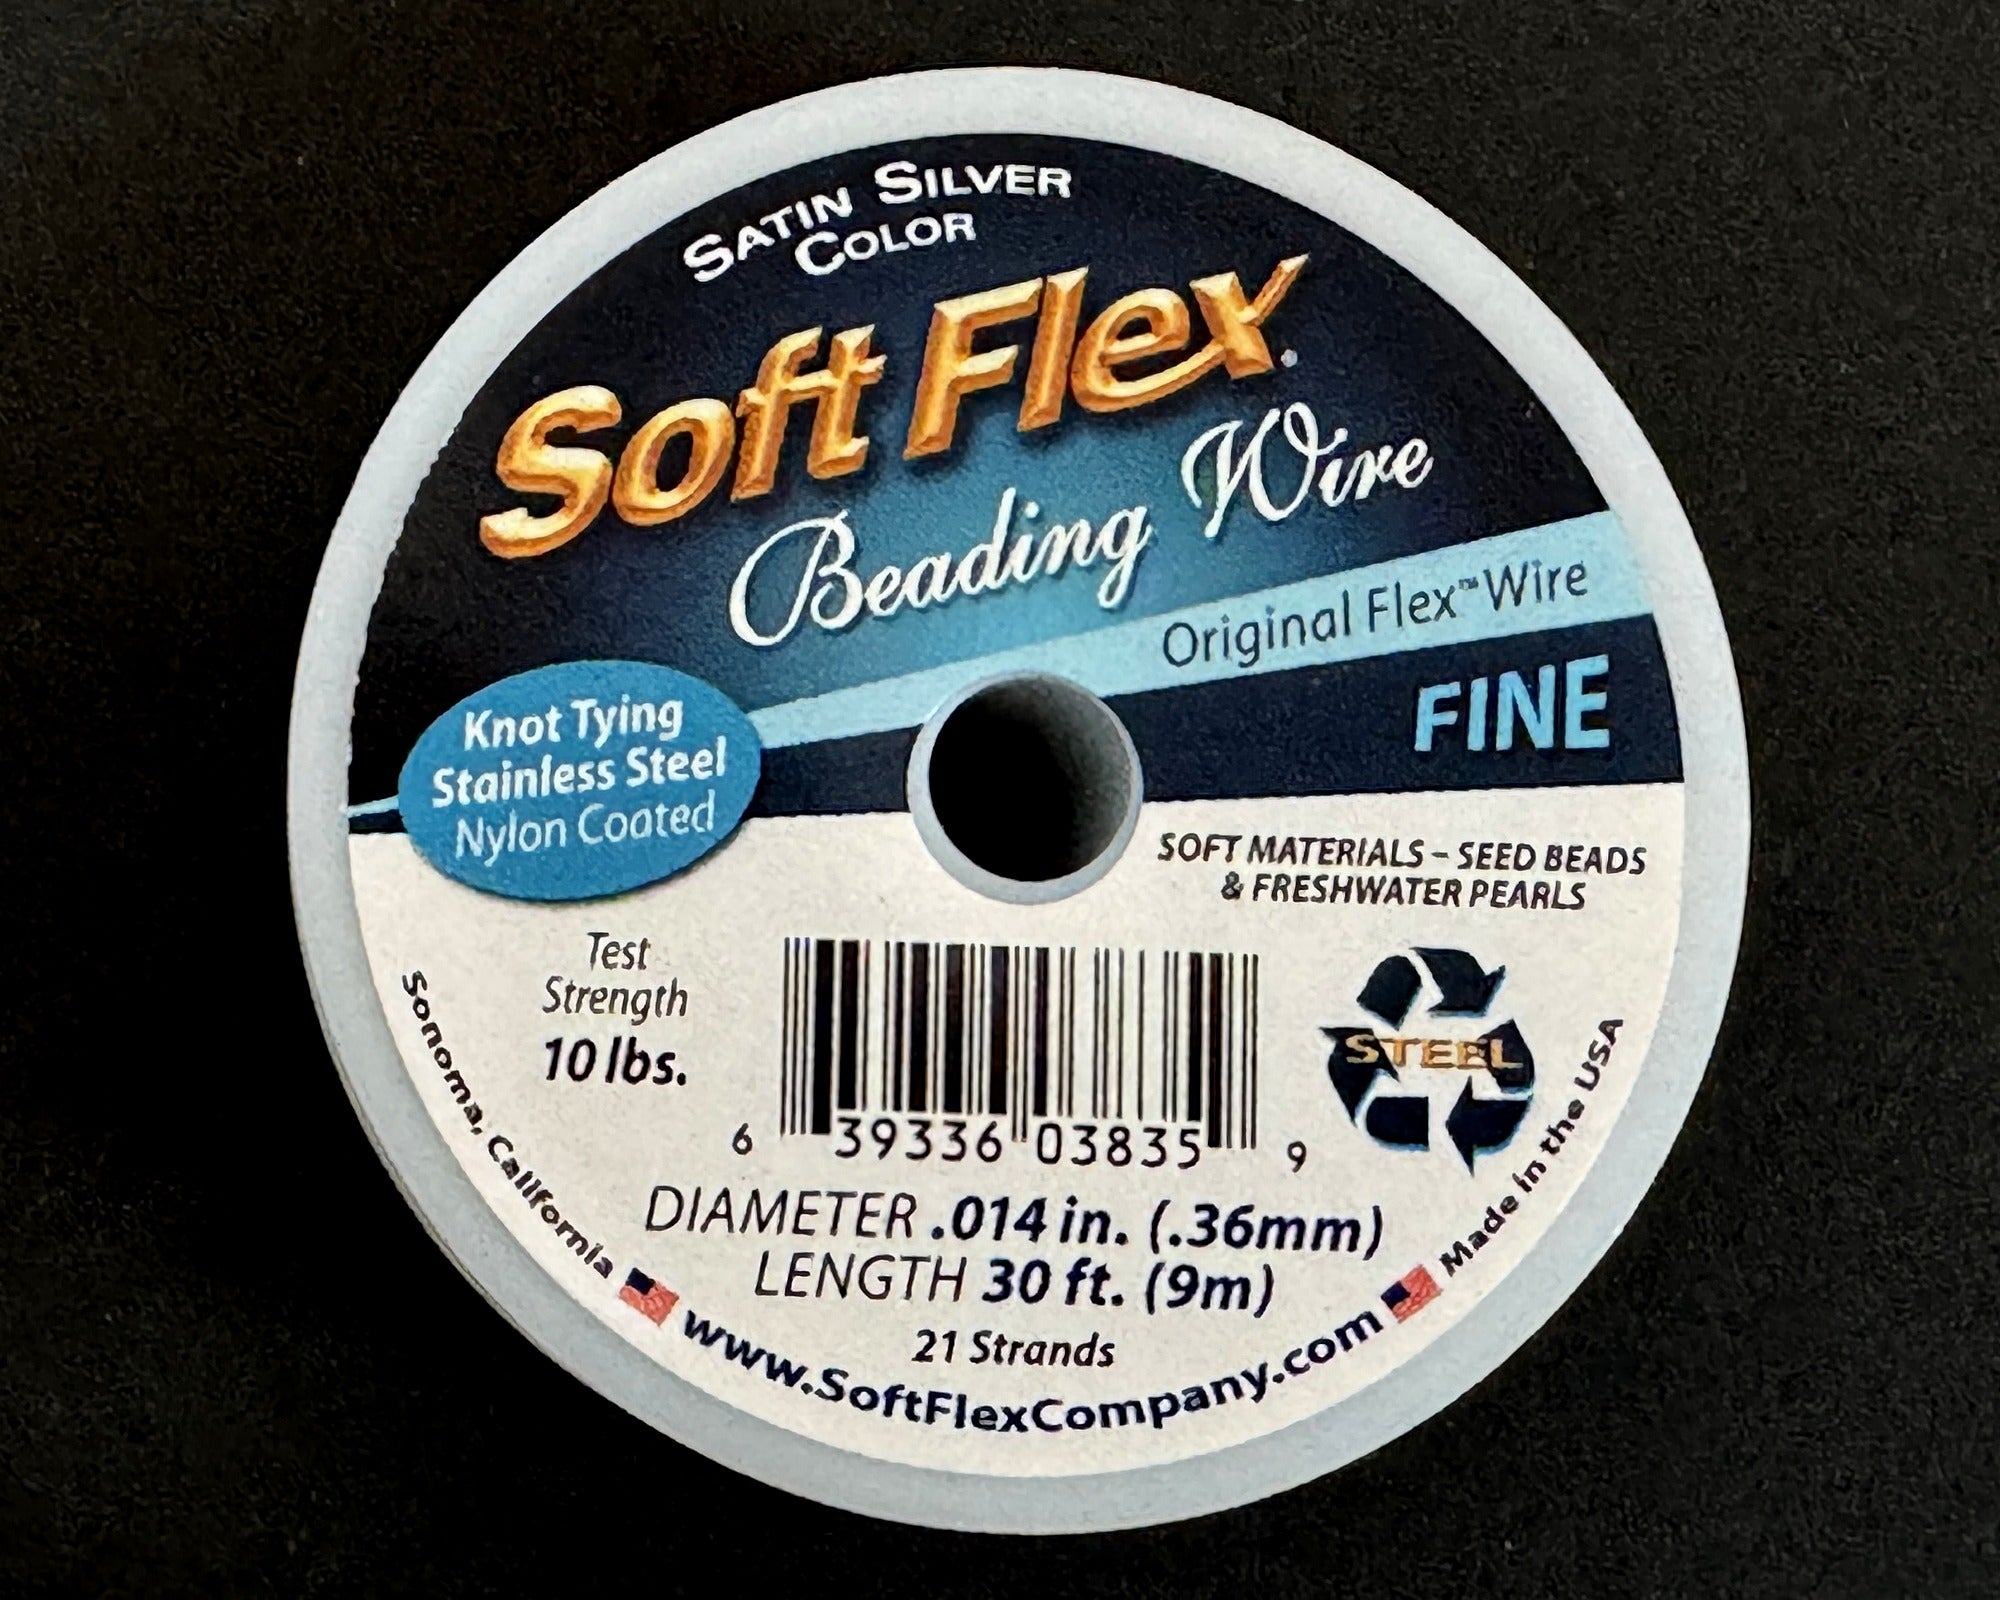 SATIN SILVER
COLOR
Soft Flex®
Beading Wire
Original Flex™ Wire
FINE
Knot Tying
Stainless Steel
Nylon Coated
SOFT MATERIALS – SEED BEADS
& FRESHWATER PEARLS
Test
Strength
10 lbs.
STEEL
6 39336 03835 9
DIAMETER .014 in. (.36mm)
LENGTH 30 ft. (9m)
21 Strands
Sonoma, California
www.SoftFlexCompany.com
Made in the USA